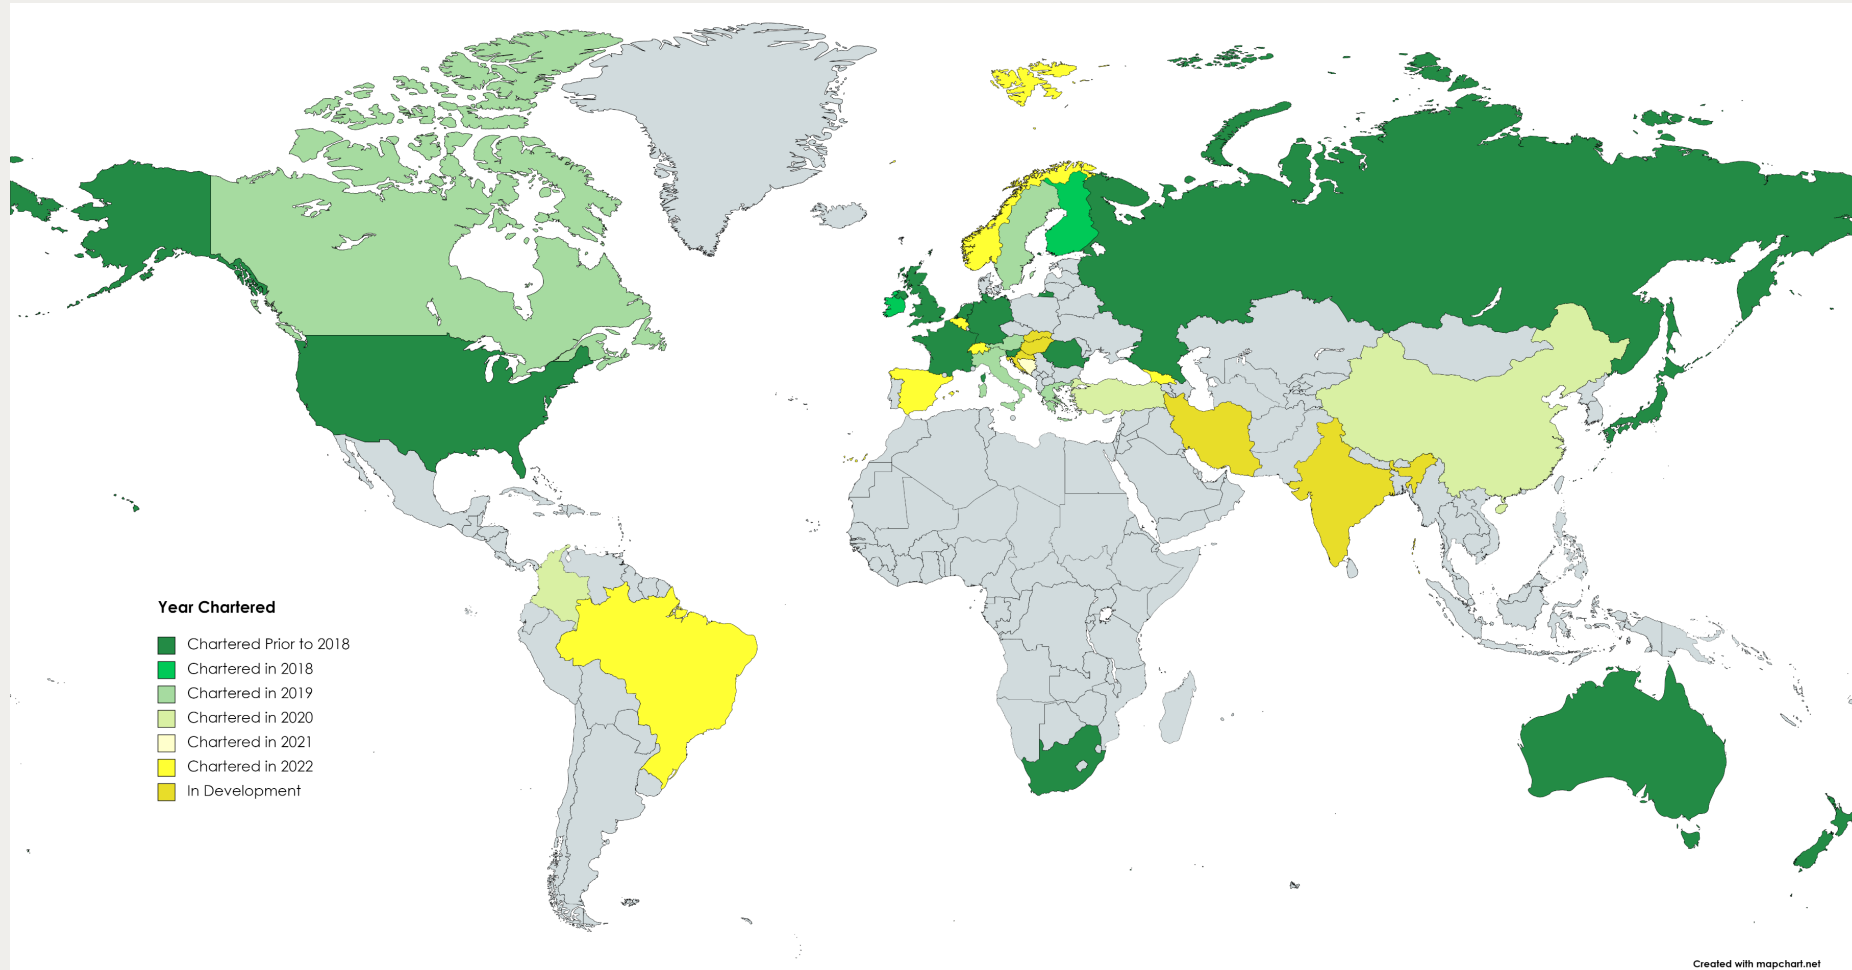 Year Chartered
Chartered Prior to 2018
Chartered in 2018
Chartered in 2019
Chartered in 2020
Chartered in 2021
Chartered in 2022
In Development
Created with mapchart.net